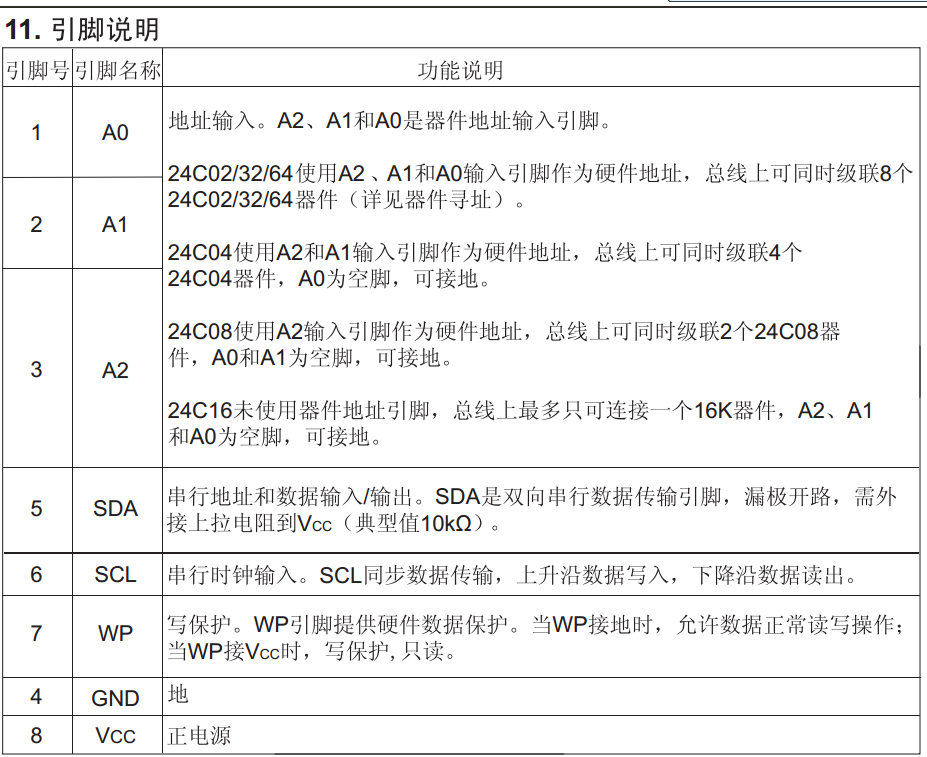 11. 引脚说明
引脚号 引脚名称 功能说明
1 A0 地址输入。A2、A1和A0是器件地址输入引脚。
24C02/32/64使用A2、A1和A0输入引脚作为硬件地址，总线上可同时级联8个
24C02/32/64器件（详见器件寻址）。
2 A1
24C04使用A2和A1输入引脚作为硬件地址，总线上可同时级联4个
24C04器件，A0为空脚，可接地。
24C08使用A2输入引脚作为硬件地址，总线上可同时级联2个24C08器
件，A0和A1为空脚，可接地。
3 A2
24C16未使用器件地址引脚，总线上最多只可连接一个16K器件，A2、A1
和A0为空脚，可接地。
5 SDA 串行地址和数据输入/输出。SDA是双向串行数据传输引脚，漏极开路，需外
接上拉电阻到Vcc（典型值10kΩ）。
6 SCL 串行时钟输入。SCL同步数据传输，上升沿数据写入，下降沿数据读出。
7 WP 写保护。WP引脚提供硬件数据保护。当WP接地时，允许数据正常读写操作；
当WP接Vcc时，写保护,只读。
4 GND 地
8 Vcc 正电源